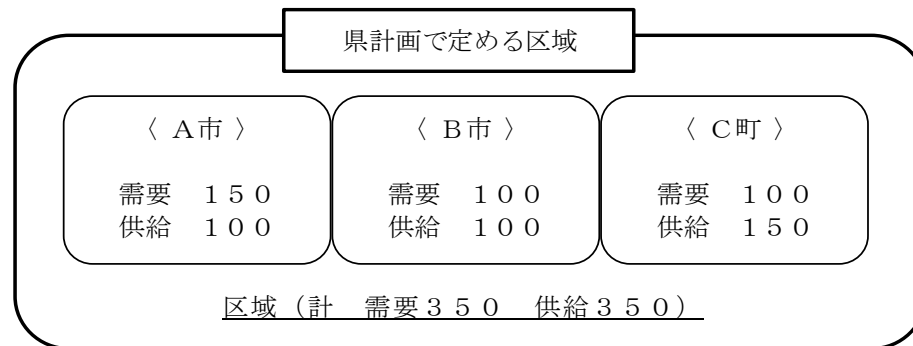 県計画で定める区域
〈 A市 〉
需要 150
供給 100
〈 B市 〉
需要 100
供給 100
〈 C町 〉
需要 100
供給 150
区域（計 需要350 供給350）